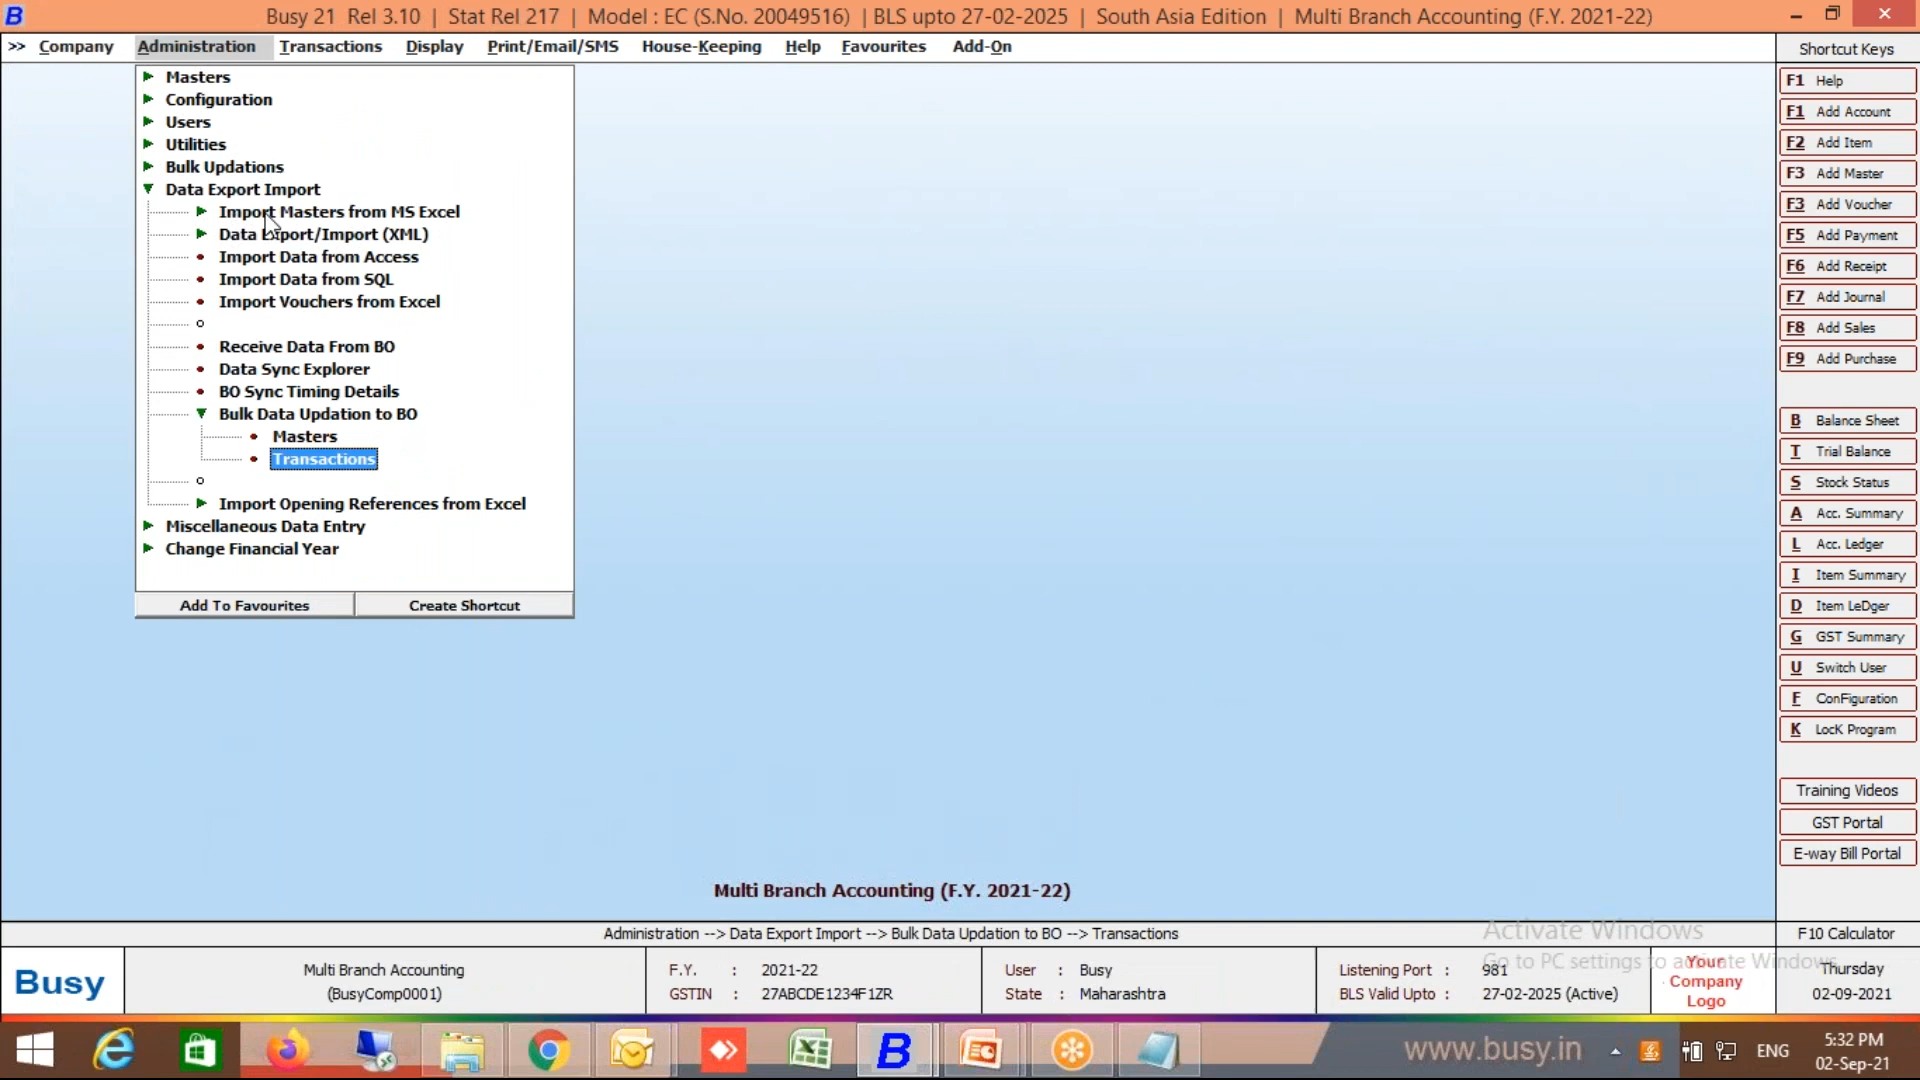 B Busy 21 Rel 3.10 | Stat Rel 217 | Model : EC (S.No. 20049516) | BLS upto 27-02-2025 | South Asia Edition | Multi Branch Accounting (F.Y. 2021-22)
>> Company Administration Transactions Display Print/Email/SMS House-Keeping Help Favourites Add-On
Masters
Configuration
Users
Utilities
Bulk Updations
Data Export Import
Import Masters from MS Excel
Data Export/Import (XML)
Import Data from Access
Import Data from SQL
Import Vouchers from Excel
Receive Data From BO
Data Sync Explorer
BO Sync Timing Details
Bulk Data Updation to BO
Masters
Transactions
Import Opening References from Excel
Miscellaneous Data Entry
Change Financial Year
Add To Favourites Create Shortcut
Shortcut Keys
F1 Help
F1 Add Account
F2 Add Item
F3 Add Master
F3 Add Voucher
F5 Add Payment
F6 Add Receipt
F7 Add Journal
F8 Add Sales
F9 Add Purchase
B Balance Sheet
T Trial Balance
S Stock Status
A Acc. Summary
L Acc. Ledger
I Item Summary
D Item LeDger
G GST Summary
U Switch User
F ConFiguration
K LocK Program
Training Videos
GST Portal
E-way Bill Portal
Multi Branch Accounting (F.Y. 2021-22)
Administration --> Data Export Import --> Bulk Data Updation to BO --> Transactions
Activate Windows
Go to PC settings to activate Windows.
F10 Calculator
Busy
Multi Branch Accounting
(BusyComp0001)
F.Y. : 2021-22
GSTIN : 27ABCDE1234F1ZR
User : Busy
State : Maharashtra
Listening Port : 981
BLS Valid Upto : 27-02-2025 (Active)
Your
Company
Logo
Thursday
02-09-2021
www.busy.in
ENG
5:32 PM
02-Sep-21